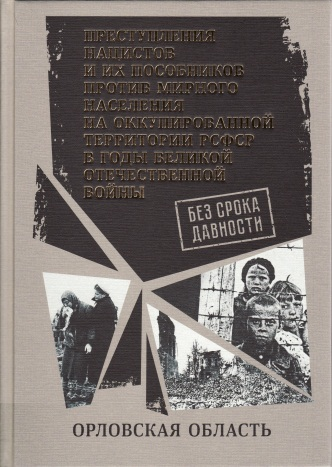 ПРЕСТУПЛЕНИЯ
НАЦИСТОВ
И ИХ ПОСОБНИКОВ
ПРОТИВ МИРНОГО
НАСЕЛЕНИЯ
НА ОККУПИРОВАННОЙ
ТЕРРИТОРИИ РСФСР
В ГОДЫ ВЕЛИКОЙ
ОТЕЧЕСТВЕННОЙ
ВОЙНЫ
БЕЗ СРОКА
ДАВНОСТИ
ОРЛОВСКАЯ ОБЛАСТЬ